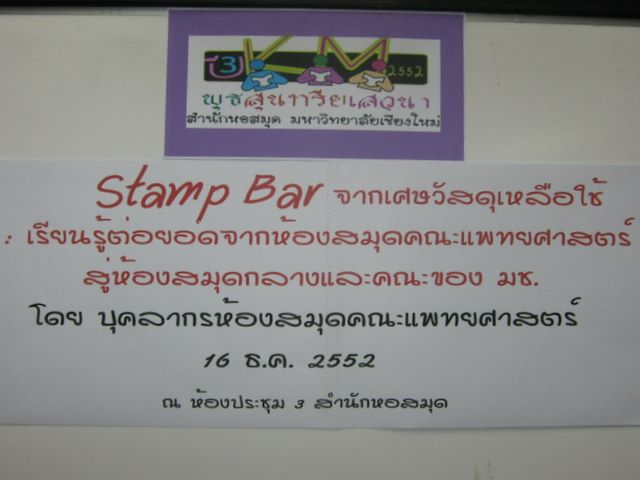 ปี 3 KM 2552
พุธสุนทรียเสวนา
สำนักหอสมุด มหาวิทยาลัยเชียงใหม่
Stamp Bar จากเศษวัสดุเหลือใช้
: เรียนรู้ต่อยอดจากห้องสมุดคณะแพทยศาสตร์
สู่ห้องสมุดกลางและคณะของ มช.
โดย บุคลากรห้องสมุดคณะแพทยศาสตร์
16 ธ.ค. 2552
ณ ห้องประชุม 3 สำนักหอสมุด